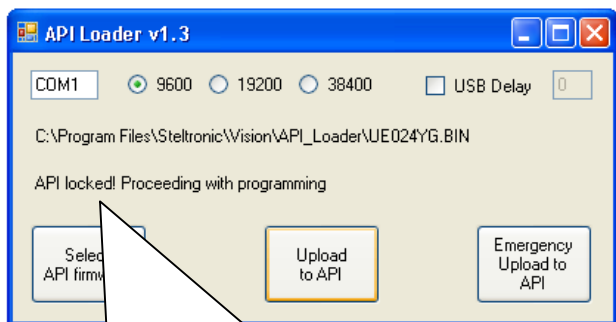 API Loader v1.3
COM1 9600 19200 38400 USB Delay 0
C:\Program Files\Steltronic\Vision\API_Loader\UE024YG.BIN
API locked! Proceeding with programming
Upload
to API
Emergency
Upload to
API